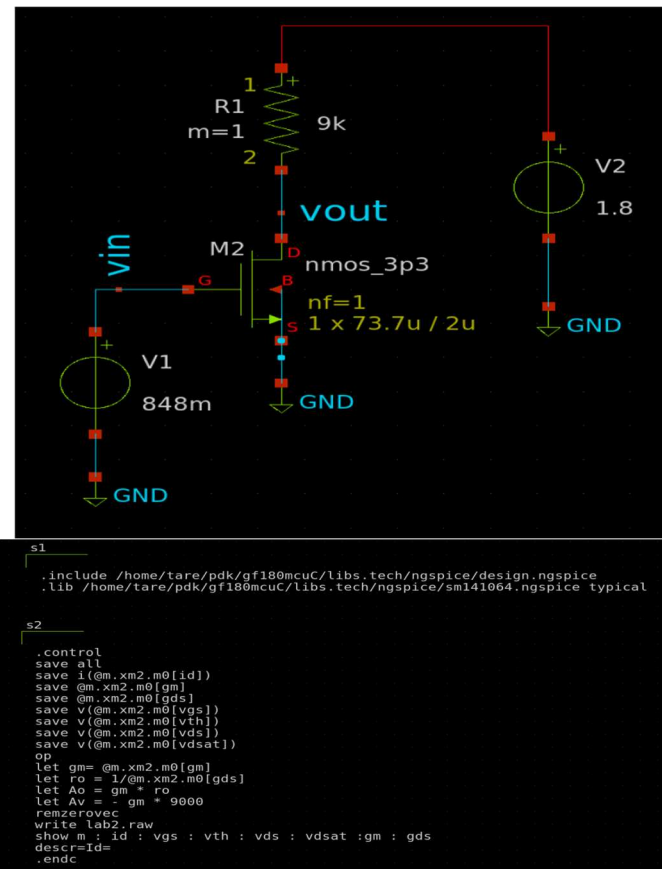 1
+
R1
9k
m=1
2
+
V2
1.8
vout
vin
M2
D
nmos_3p3
G
B
nf=1
S
1 x 73.7u / 2u
GND
+
V1
848m
GND
GND
s1
.include /home/tare/pdk/gf180mcuC/libs.tech/ngspice/design.ngspice
.lib /home/tare/pdk/gf180mcuC/libs.tech/ngspice/sm141064.ngspice typical
s2
.control
save all
save i(@m.xm2.m0[id])
save @m.xm2.m0[gm]
save @m.xm2.m0[gds]
save v(@m.xm2.m0[vgs])
save v(@m.xm2.m0[vth])
save v(@m.xm2.m0[vds])
save v(@m.xm2.m0[vdsat])
op
let gm= @m.xm2.m0[gm]
let ro = 1/@m.xm2.m0[gds]
let Ao = gm * ro
let Av = - gm * 9000
remzerovec
write lab2.raw
show m : id : vgs : vth : vds : vdsat :gm : gds
descr=Id=
.endc